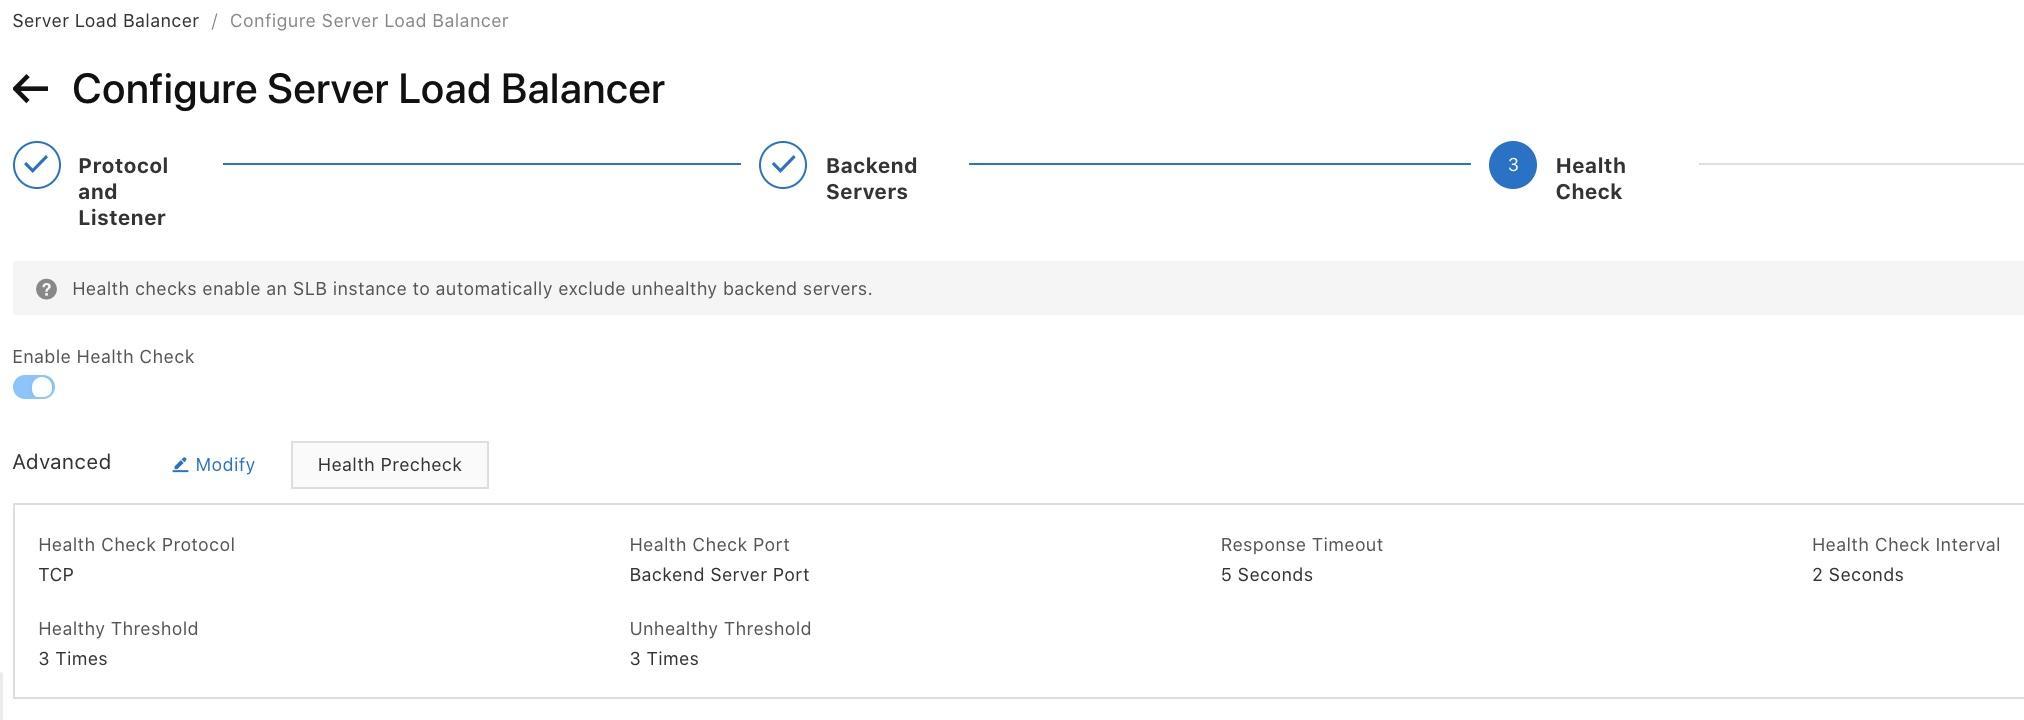 Server Load Balancer / Configure Server Load Balancer
Configure Server Load Balancer
Protocol
and
Listener
Backend
Servers
3
Health
Check
Health checks enable an SLB instance to automatically exclude unhealthy backend servers.
Enable Health Check
Advanced Modify Health Precheck
Health Check Protocol Health Check Port Response Timeout Health Check Interval
TCP Backend Server Port 5 Seconds 2 Seconds
Healthy Threshold Unhealthy Threshold
3 Times 3 Times